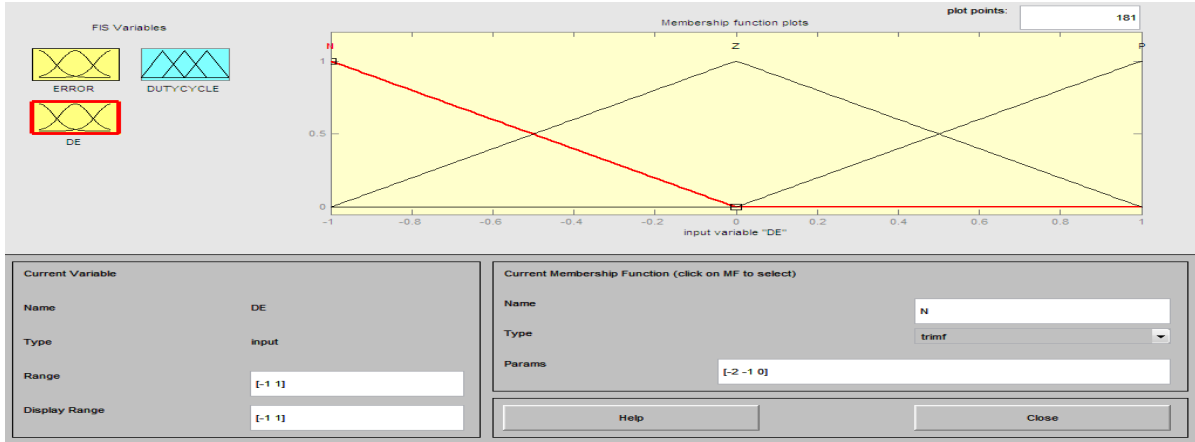 FIS Variables
Membership function plots
plot points:
181
ERROR
DUTYCYCLE
DE
N
Z
P
1
0.5
0
-1
-0.8
-0.6
-0.4
-0.2
0
0.2
0.4
0.6
0.8
1
input variable "DE"
Current Variable
Name
DE
Type
input
Range
[-1 1]
Display Range
[-1 1]
Current Membership Function (click on MF to select)
Name
N
Type
trimf
Params
[-2 -1 0]
Help
Close